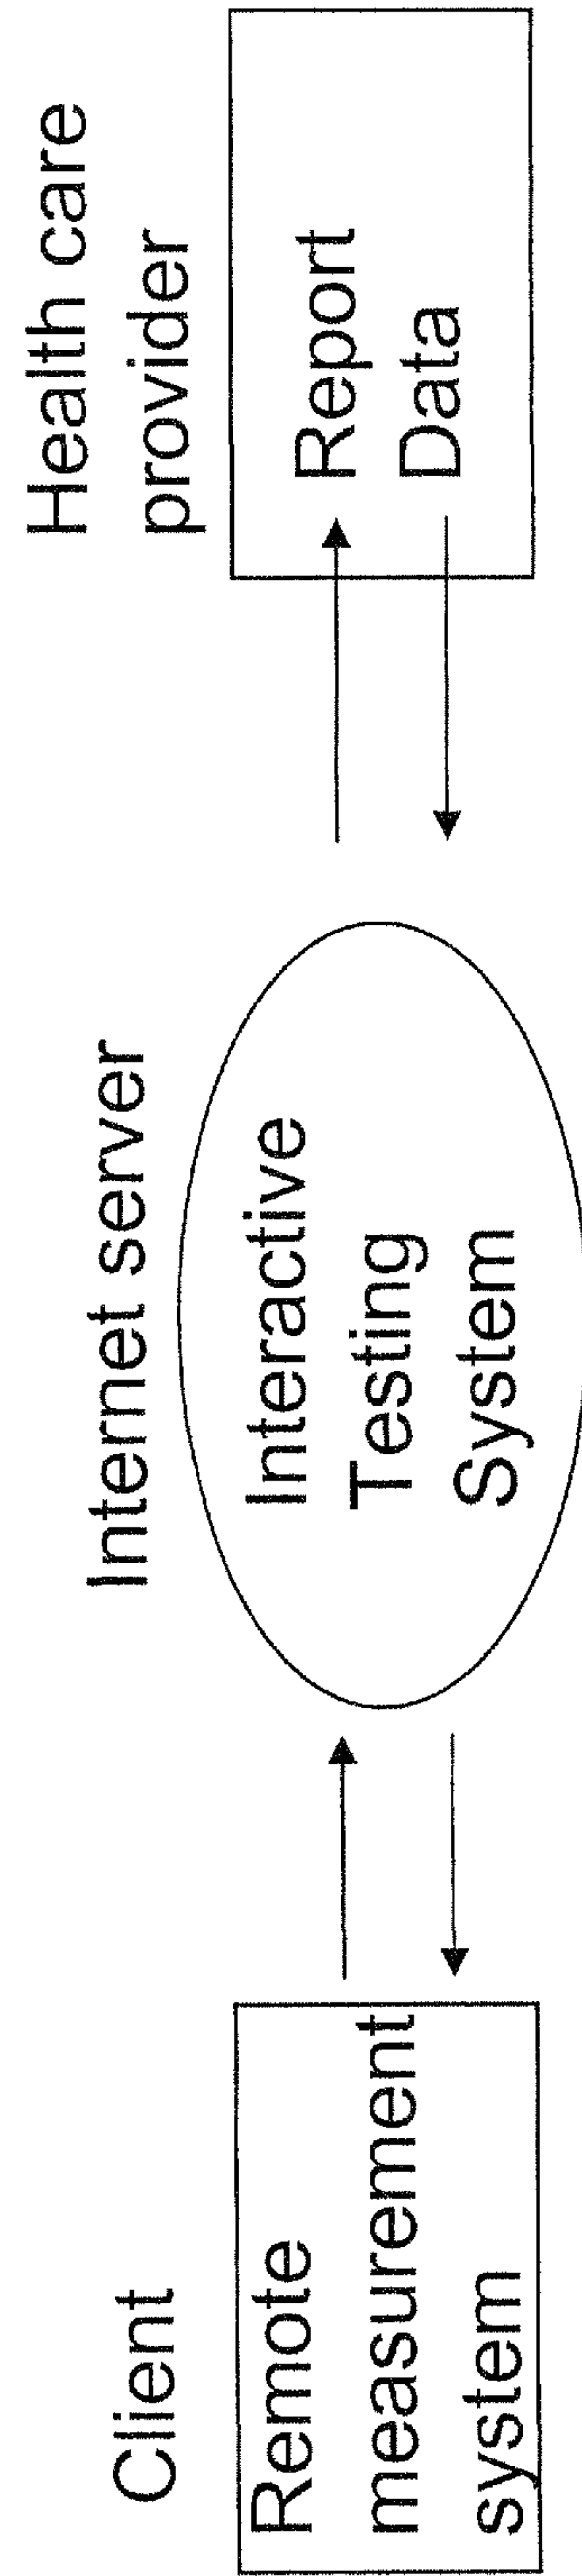 Client
Remote
measurement
system
Internet server
Interactive
Testing
System
Health care
provider
Report
Data